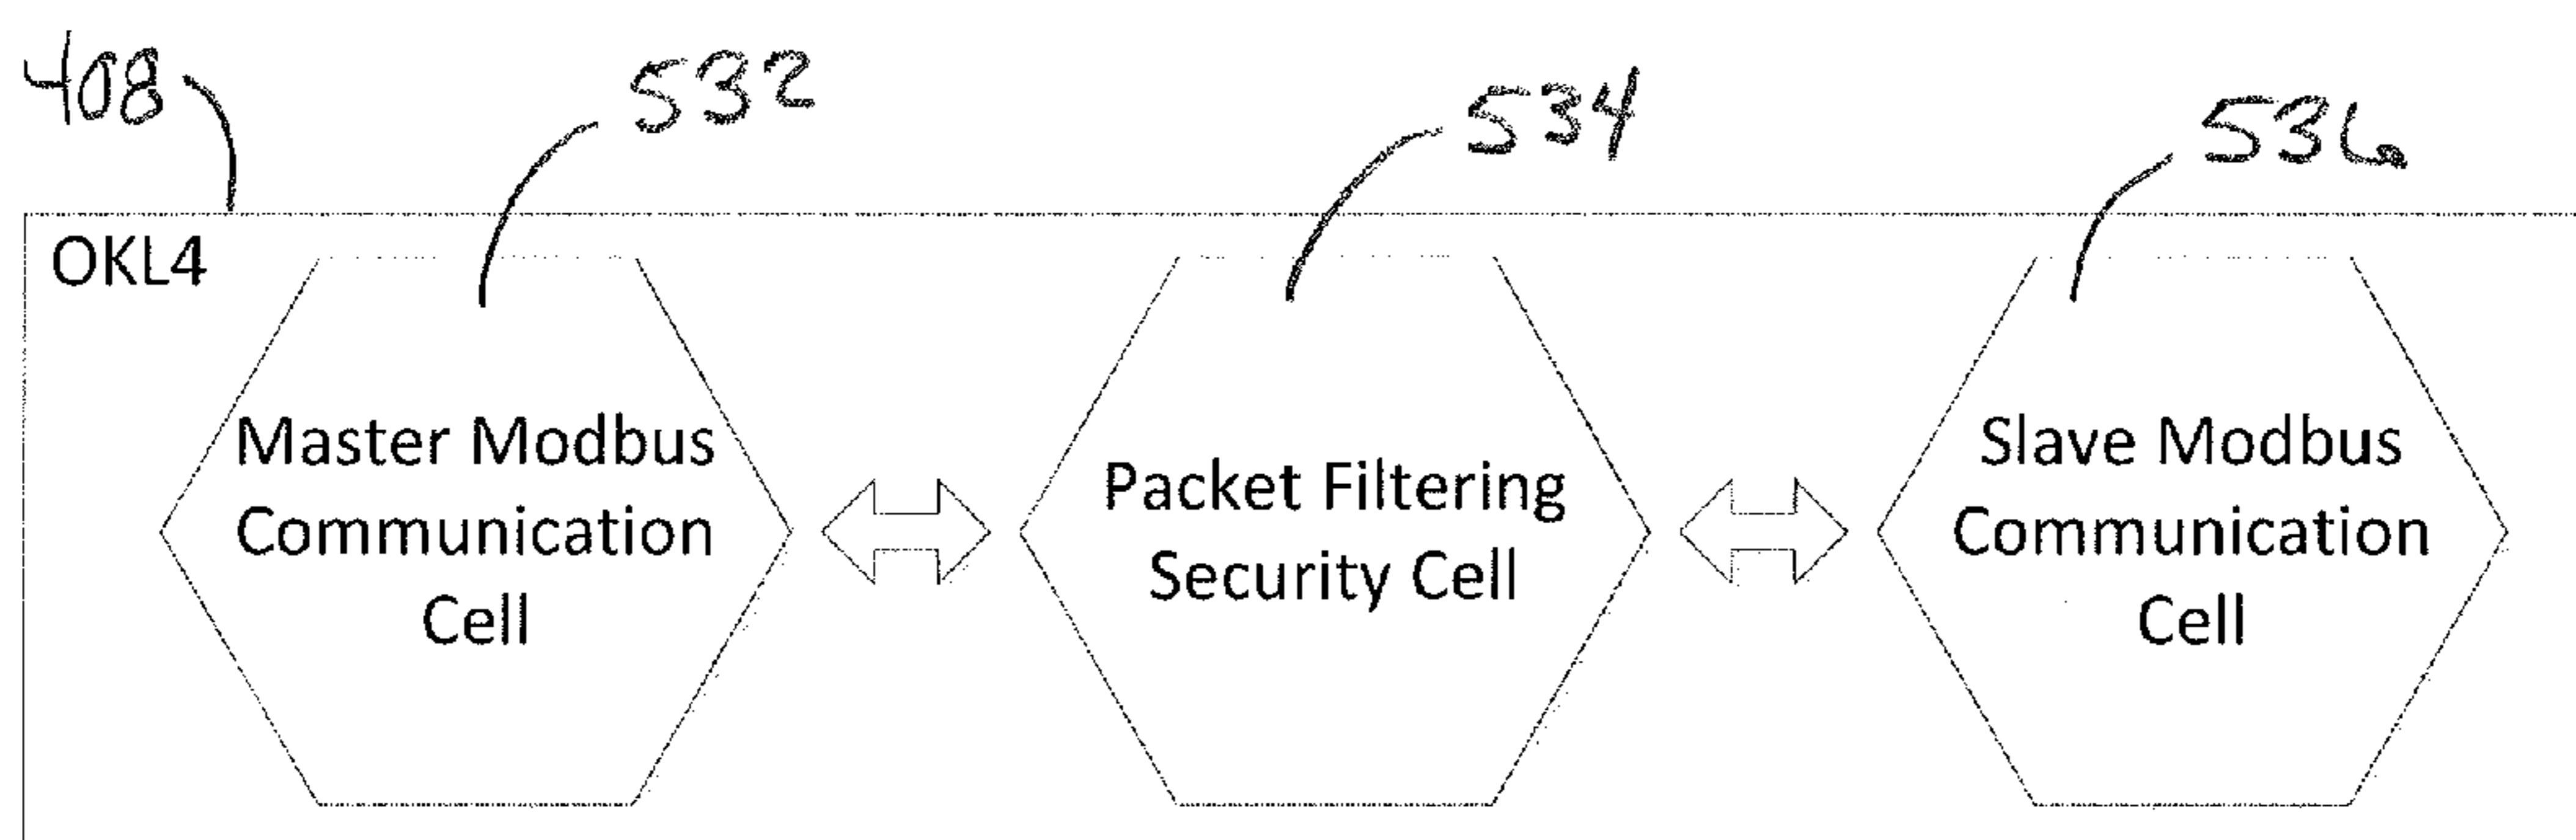 408
532
534
536
OKL4
Master Modbus
Communication
Cell
Packet Filtering
Security Cell
Slave Modbus
Communication
Cell